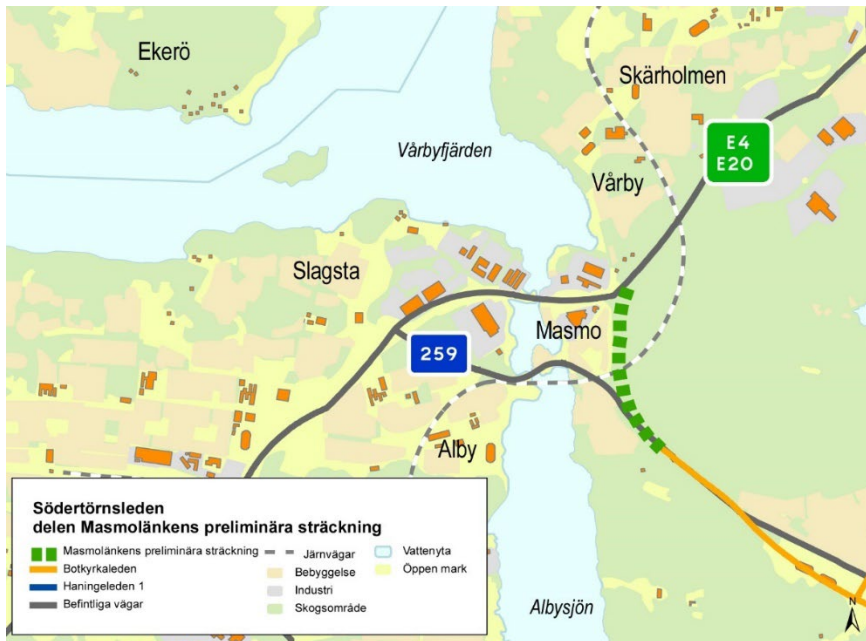 Ekerö
Skärholmen
E4
E20
Vårbyfjärden
Vårby
Slagsta
Masmo
259
Alby
Södertörnsleden
delen Masmolänkens preliminära sträckning
Masmolänkens preliminära sträckning
Botkyrkaleden
Haningeleden 1
Befintliga vägar
Järnvägar
Bebyggelse
Industri
Skogsområde
Vattenyta
Öppen mark
Albysjön
N